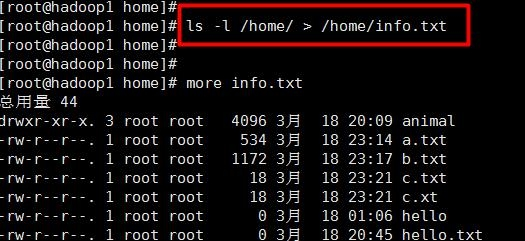 [root@hadoop1 home]#
[root@hadoop1 home]# ls -l /home/ > /home/info.txt
[root@hadoop1 home]#
[root@hadoop1 home]#
[root@hadoop1 home]# more info.txt
总用量 44
drwxr-xr-x. 3 root root 4096 3月 18 20:09 animal
-rw-r--r--. 1 root root 534 3月 18 23:14 a.txt
-rw-r--r--. 1 root root 1172 3月 18 23:17 b.txt
-rw-r--r--. 1 root root 18 3月 18 23:21 c.txt
-rw-r--r--. 1 root root 18 3月 18 23:21 c.xt
-rw-r--r--. 1 root root 0 3月 18 01:06 hello
-rw-r--r--. 1 root root 0 3月 18 20:45 hello.txt